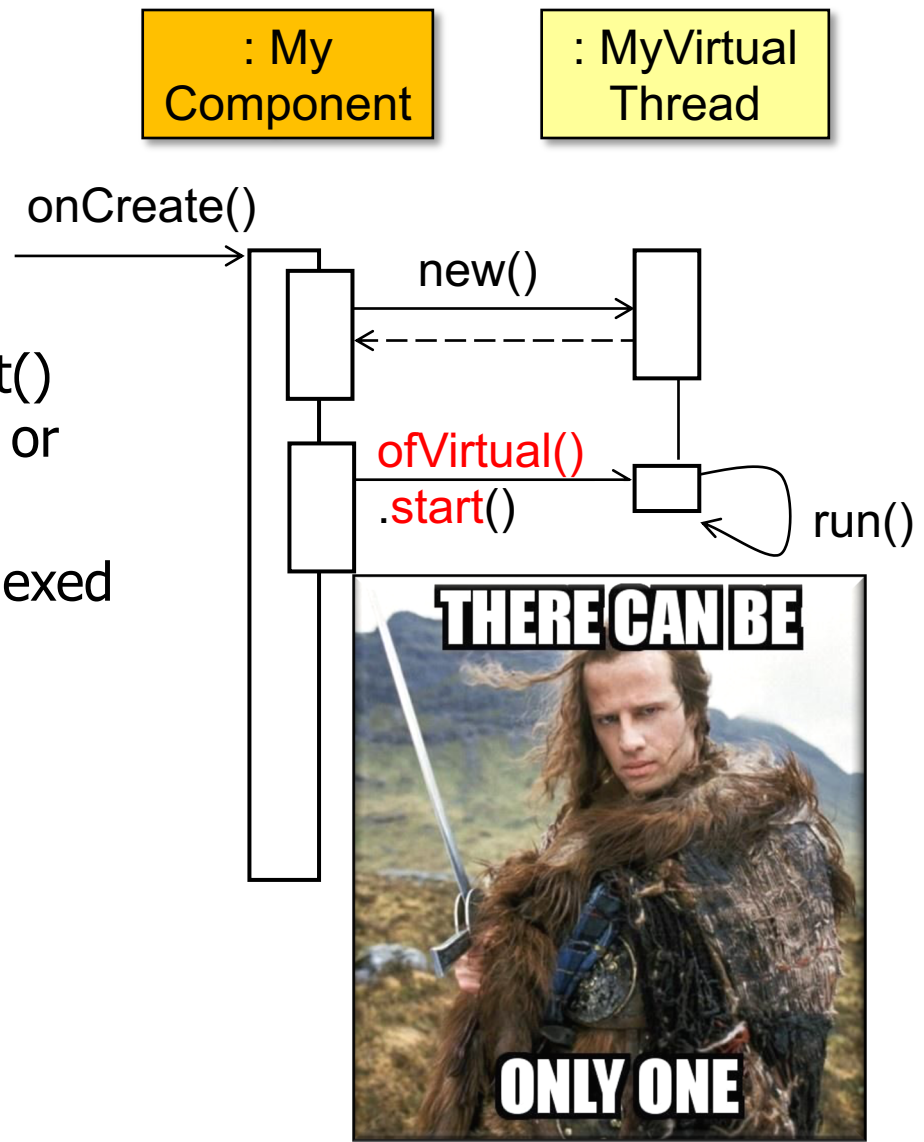 : My
Component
: MyVirtual
Thread
onCreate()
new()
t()
or
ofVirtual()
.start()
run()
exed
THERE CAN BE
ONLY ONE